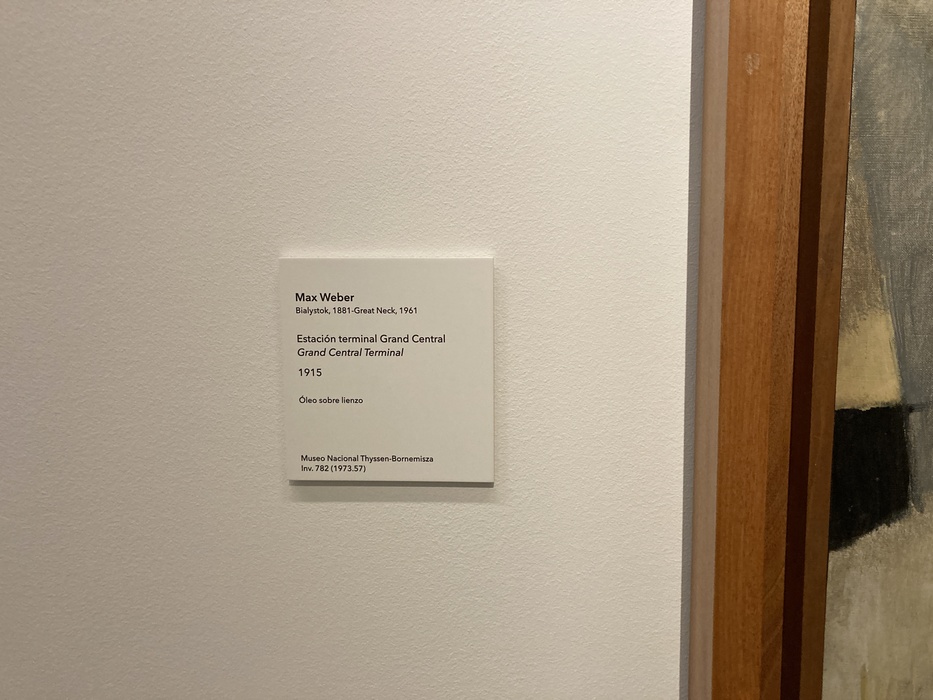 Max Weber
Bialystok, 1881-Great Neck, 1961
Estación terminal Grand Central
Grand Central Terminal
1915
Óleo sobre lienzo
Museo Nacional Thyssen-Bornemisza
Inv. 782 (1973.57)